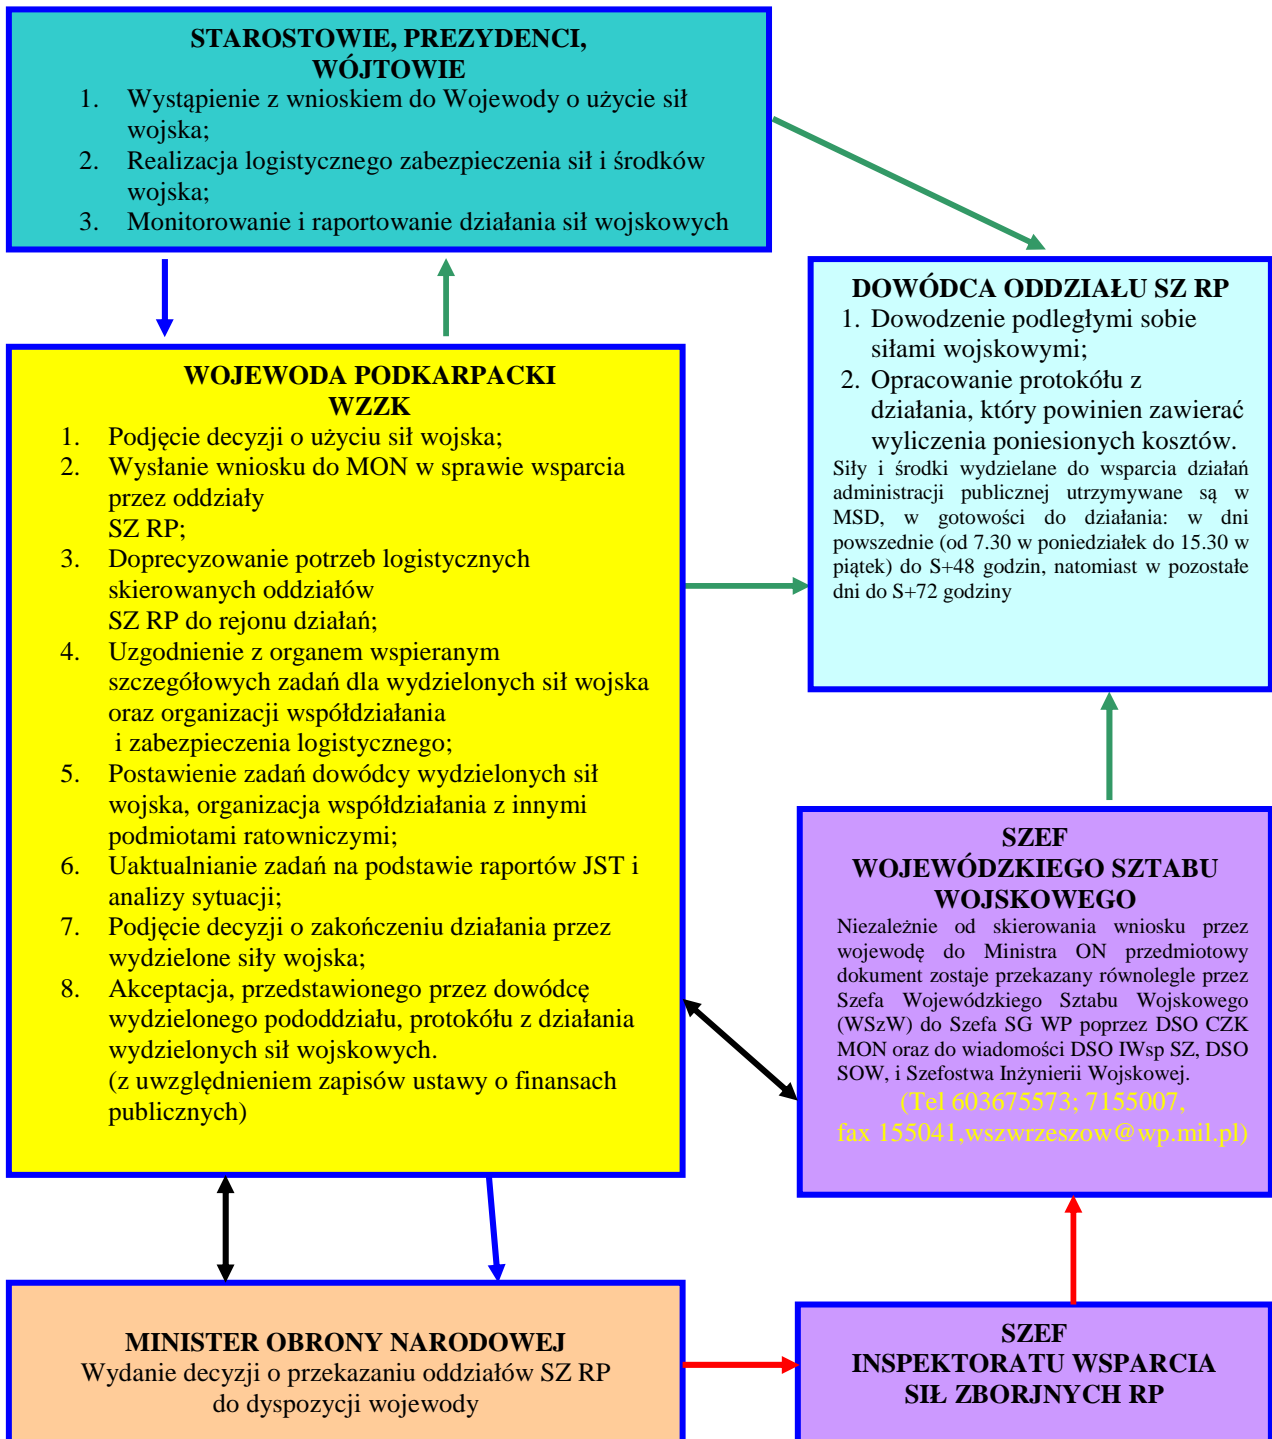 STAROSTOWIE, PREZYDENCI,
WÓJTOWIE
1. Wystąpienie z wnioskiem do Wojewody o użycie sił
wojska;
2. Realizacja logistycznego zabezpieczenia sił i środków
wojska;
3. Monitorowanie i raportowanie działania sił wojskowych
DOWÓDCA ODDZIAŁU SZ RP
1. Dowodzenie podległymi sobie
siłami wojskowymi;
2. Opracowanie protokółu z
działania, który powinien zawierać
wyliczenia poniesionych kosztów.
Siły i środki wydzielane do wsparcia działań
administracji publicznej utrzymywane są w
MSD, w gotowości do działania: w dni
powszednie (od 7.30 w poniedziałek do 15.30 w
piątek) do S+48 godzin, natomiast w pozostałe
dni do S+72 godziny
WOJEWODA PODKARPACKI
WZZK
1. Podjęcie decyzji o użyciu sił wojska;
2. Wysłanie wniosku do MON w sprawie wsparcia
przez oddziały
SZ RP;
3. Doprecyzowanie potrzeb logistycznych
skierowanych oddziałów
SZ RP do rejonu działań;
4. Uzgodnienie z organem wspieranym
szczegółowych zadań dla wydzielonych sił wojska
oraz organizacji współdziałania
i zabezpieczenia logistycznego;
5. Postawienie zadań dowódcy wydzielonych sił
wojska, organizacja współdziałania z innymi
podmiotami ratowniczymi;
6. Uaktualnianie zadań na podstawie raportów JST i
analizy sytuacji;
7. Podjęcie decyzji o zakończeniu działania przez
wydzielone siły wojska;
8. Akceptacja, przedstawionego przez dowódcę
wydzielonego pododdziału, protokółu z działania
wydzielonych sił wojskowych.
(z uwzględnieniem zapisów ustawy o finansach
publicznych)
SZEF
WOJEWÓDZKIEGO SZTABU
WOJSKOWEGO
Niezależnie od skierowania wniosku przez
wojewodę do Ministra ON przedmiotowy
dokument zostaje przekazany równolegle przez
Szefa Wojewódzkiego Sztabu Wojskowego
(WSzW) do Szefa SG WP poprzez DSO CZK
MON oraz do wiadomości DSO IWsp SZ, DSO
SOW, i Szefostwa Inżynierii Wojskowej.
(Tel 603675573; 7155007,
fax 155041,wszwrzeszow@wp.mil.pl)
MINISTER OBRONY NARODOWEJ
Wydanie decyzji o przekazaniu oddziałów SZ RP
do dyspozycji wojewody
SZEF
INSPEKTORATU WSPARCIA
SIŁ ZBORJNYCH RP